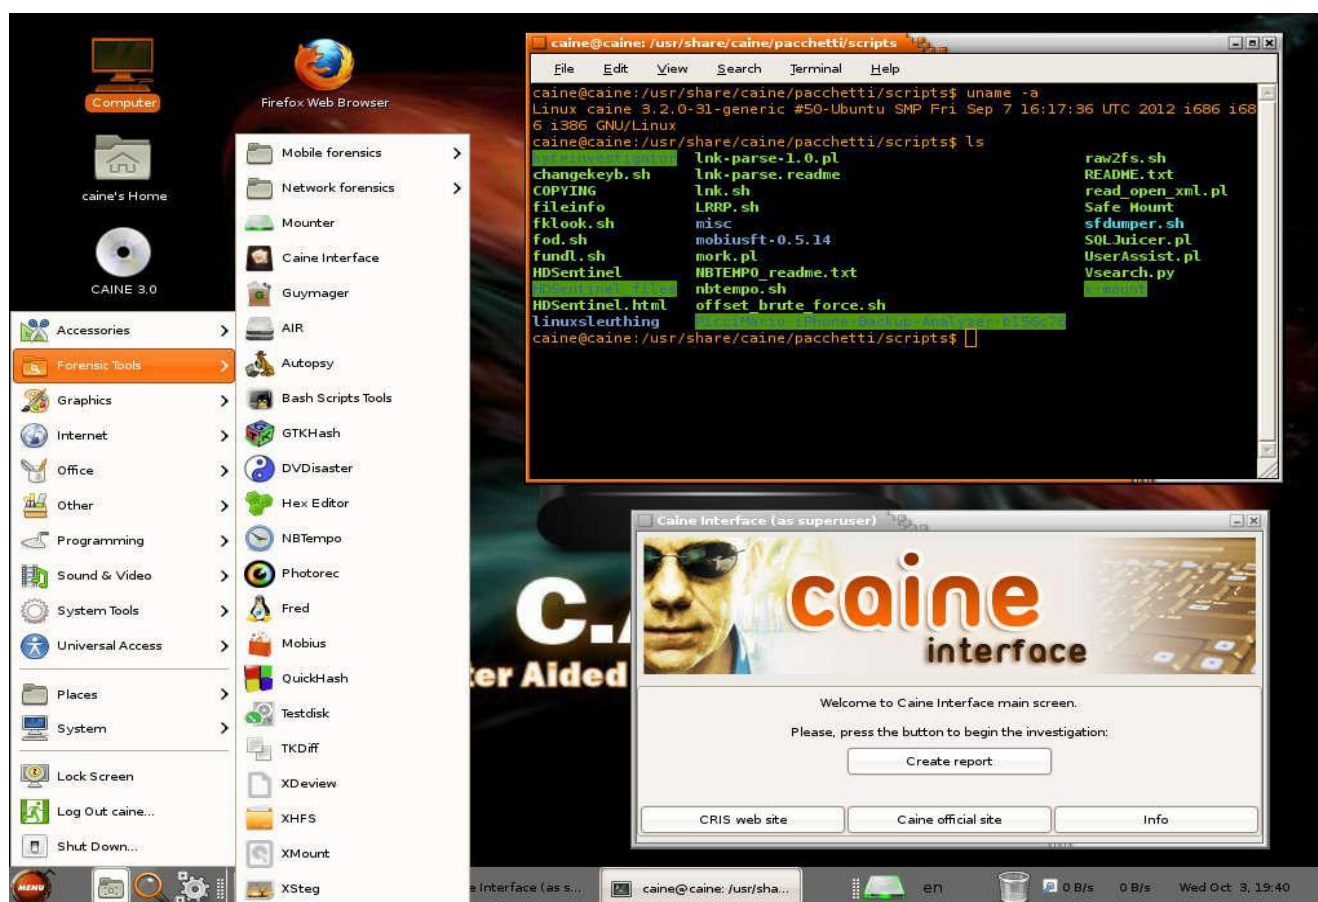 Computer
Firefox Web Browser
caine's Home
CAINE 3.0
Accessories
Forensic Tools
Graphics
Internet
Office
Other
Programming
Sound & Video
System Tools
Universal Access
Places
System
Lock Screen
Log Out caine...
Shut Down...
Mobile forensics
Network forensics
Mounter
Caine Interface
Guymager
AIR
Autopsy
Bash Scripts Tools
GTKHash
DVDisaster
Hex Editor
NBTempo
Photorec
Fred
Mobius
QuickHash
Testdisk
TKDiff
XDeview
XHFS
XMount
XSteg
caine@caine: /usr/share/caine/pacchetti/scripts
File Edit View Search Terminal Help
caine@caine:/usr/share/caine/pacchetti/scripts$ uname -a
Linux caine 3.2.0-31-generic #50-Ubuntu SMP Fri Sep 7 16:17:36 UTC 2012 i686 i68
6 i386 GNU/Linux
caine@caine:/usr/share/caine/pacchetti/scripts$ ls
byteinvestigator lnk-parse-1.0.pl raw2fs.sh
changekeyb.sh lnk-parse.readme README.txt
COPYING lnk.sh read_open_xml.pl
fileinfo LRRP.sh Safe Mount
fklook.sh misc sfdumper.sh
fod.sh mobiusft-0.5.14 SQLJuicer.pl
fundl.sh mork.pl UserAssist.pl
HDSentinel NBTEMPO_readme.txt Vsearch.py
HDSentinel_files nbtempo.sh x-mount
HDSentinel.html offset_brute_force.sh
linuxsleuthing PicciMario-iPhone-Backup-Analyzer-b156c76
caine@caine:/usr/share/caine/pacchetti/scripts$
C.
er Aided
Caine Interface (as superuser)
caine
interface
Welcome to Caine Interface main screen.
Please, press the button to begin the investigation:
Create report
CRIS web site
Caine official site
Info
MENU
e Interface (as s...
caine@caine: /usr/sha...
en
0 B/s
0 B/s
Wed Oct 3, 19:40